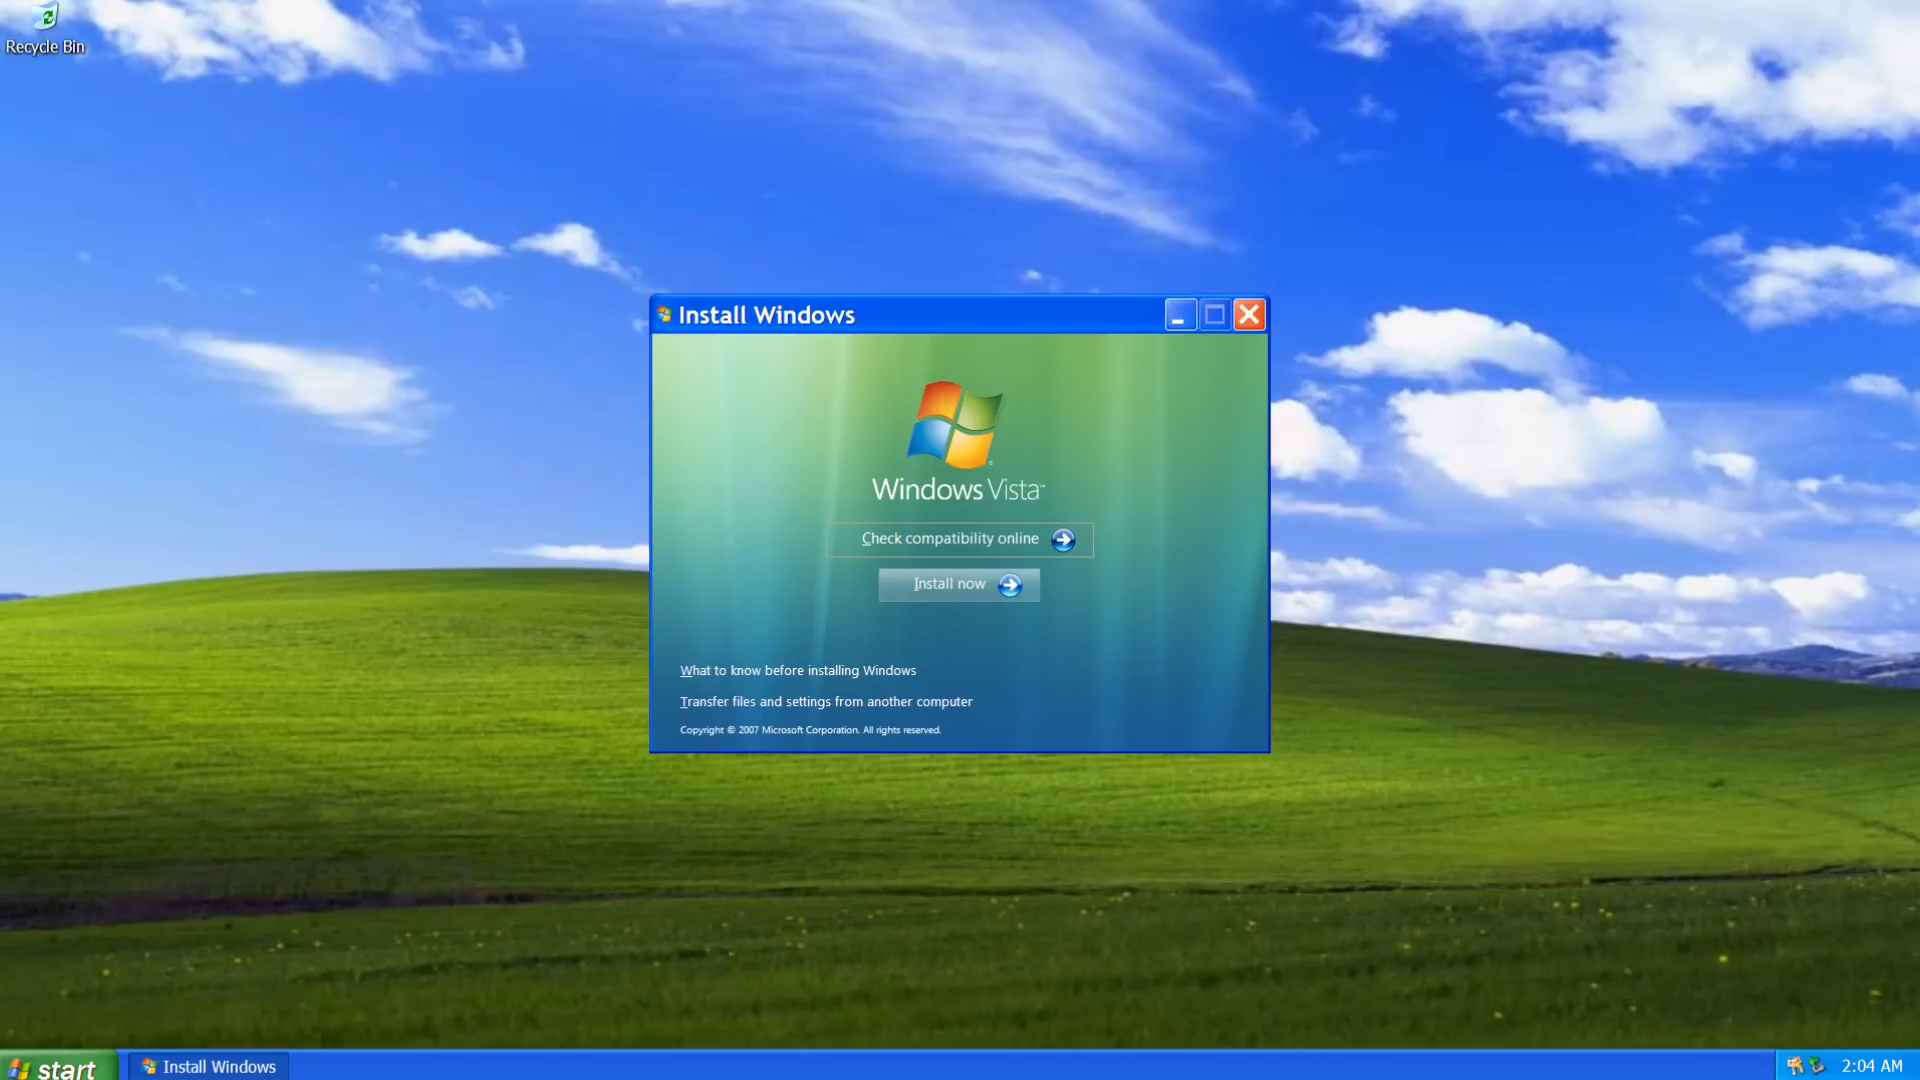 Recycle Bin
Install Windows
Windows Vista™
Check compatibility online
Install now
What to know before installing Windows
Transfer files and settings from another computer
Copyright © 2007 Microsoft Corporation. All rights reserved.
start
Install Windows
2:04 AM